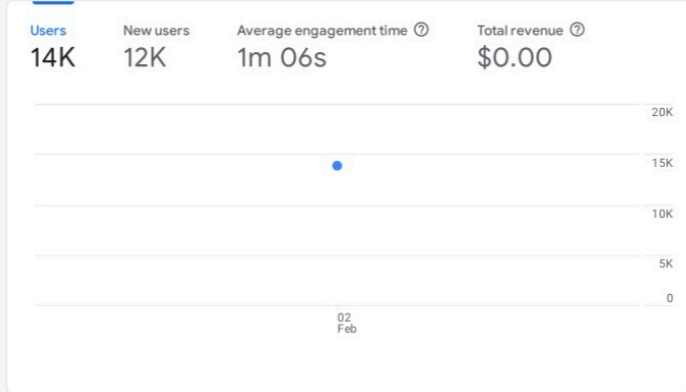 Users New users Average engagement time Total revenue
14K 12K 1m 06s $0.00
20K
15K
10K
5K
0
02
Feb